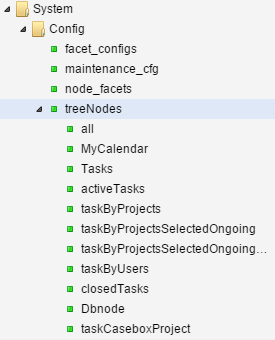 System
Config
facet_configs
maintenance_cfg
node_facets
treeNodes
all
MyCalendar
Tasks
activeTasks
taskByProjects
taskByProjectsSelectedOngoing
taskByProjectsSelectedOngoing...
taskByUsers
closedTasks
Dbnode
taskCaseboxProject